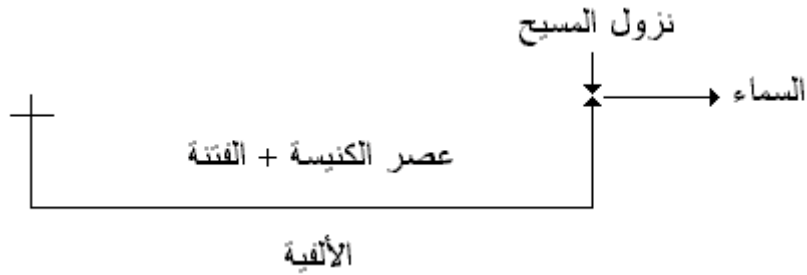 نزول المسيح
السماء
عصر الكنيسة + الفتنة
الألفية